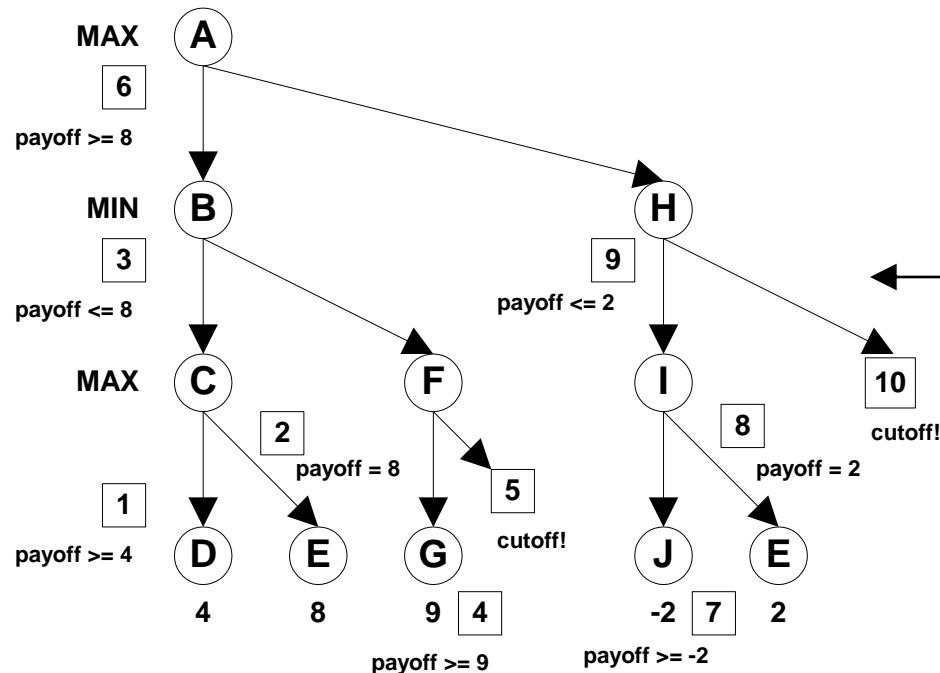 MAX A
6
payoff >= 8
MIN B H
3 9
payoff <= 8 payoff <= 2
MAX C F I 10
2 8 cutoff!
payoff = 8 payoff = 2
1 5
payoff >= 4 D E G cutoff! J E
4 8 9 4 -2 7 2
payoff >= 9 payoff >= -2